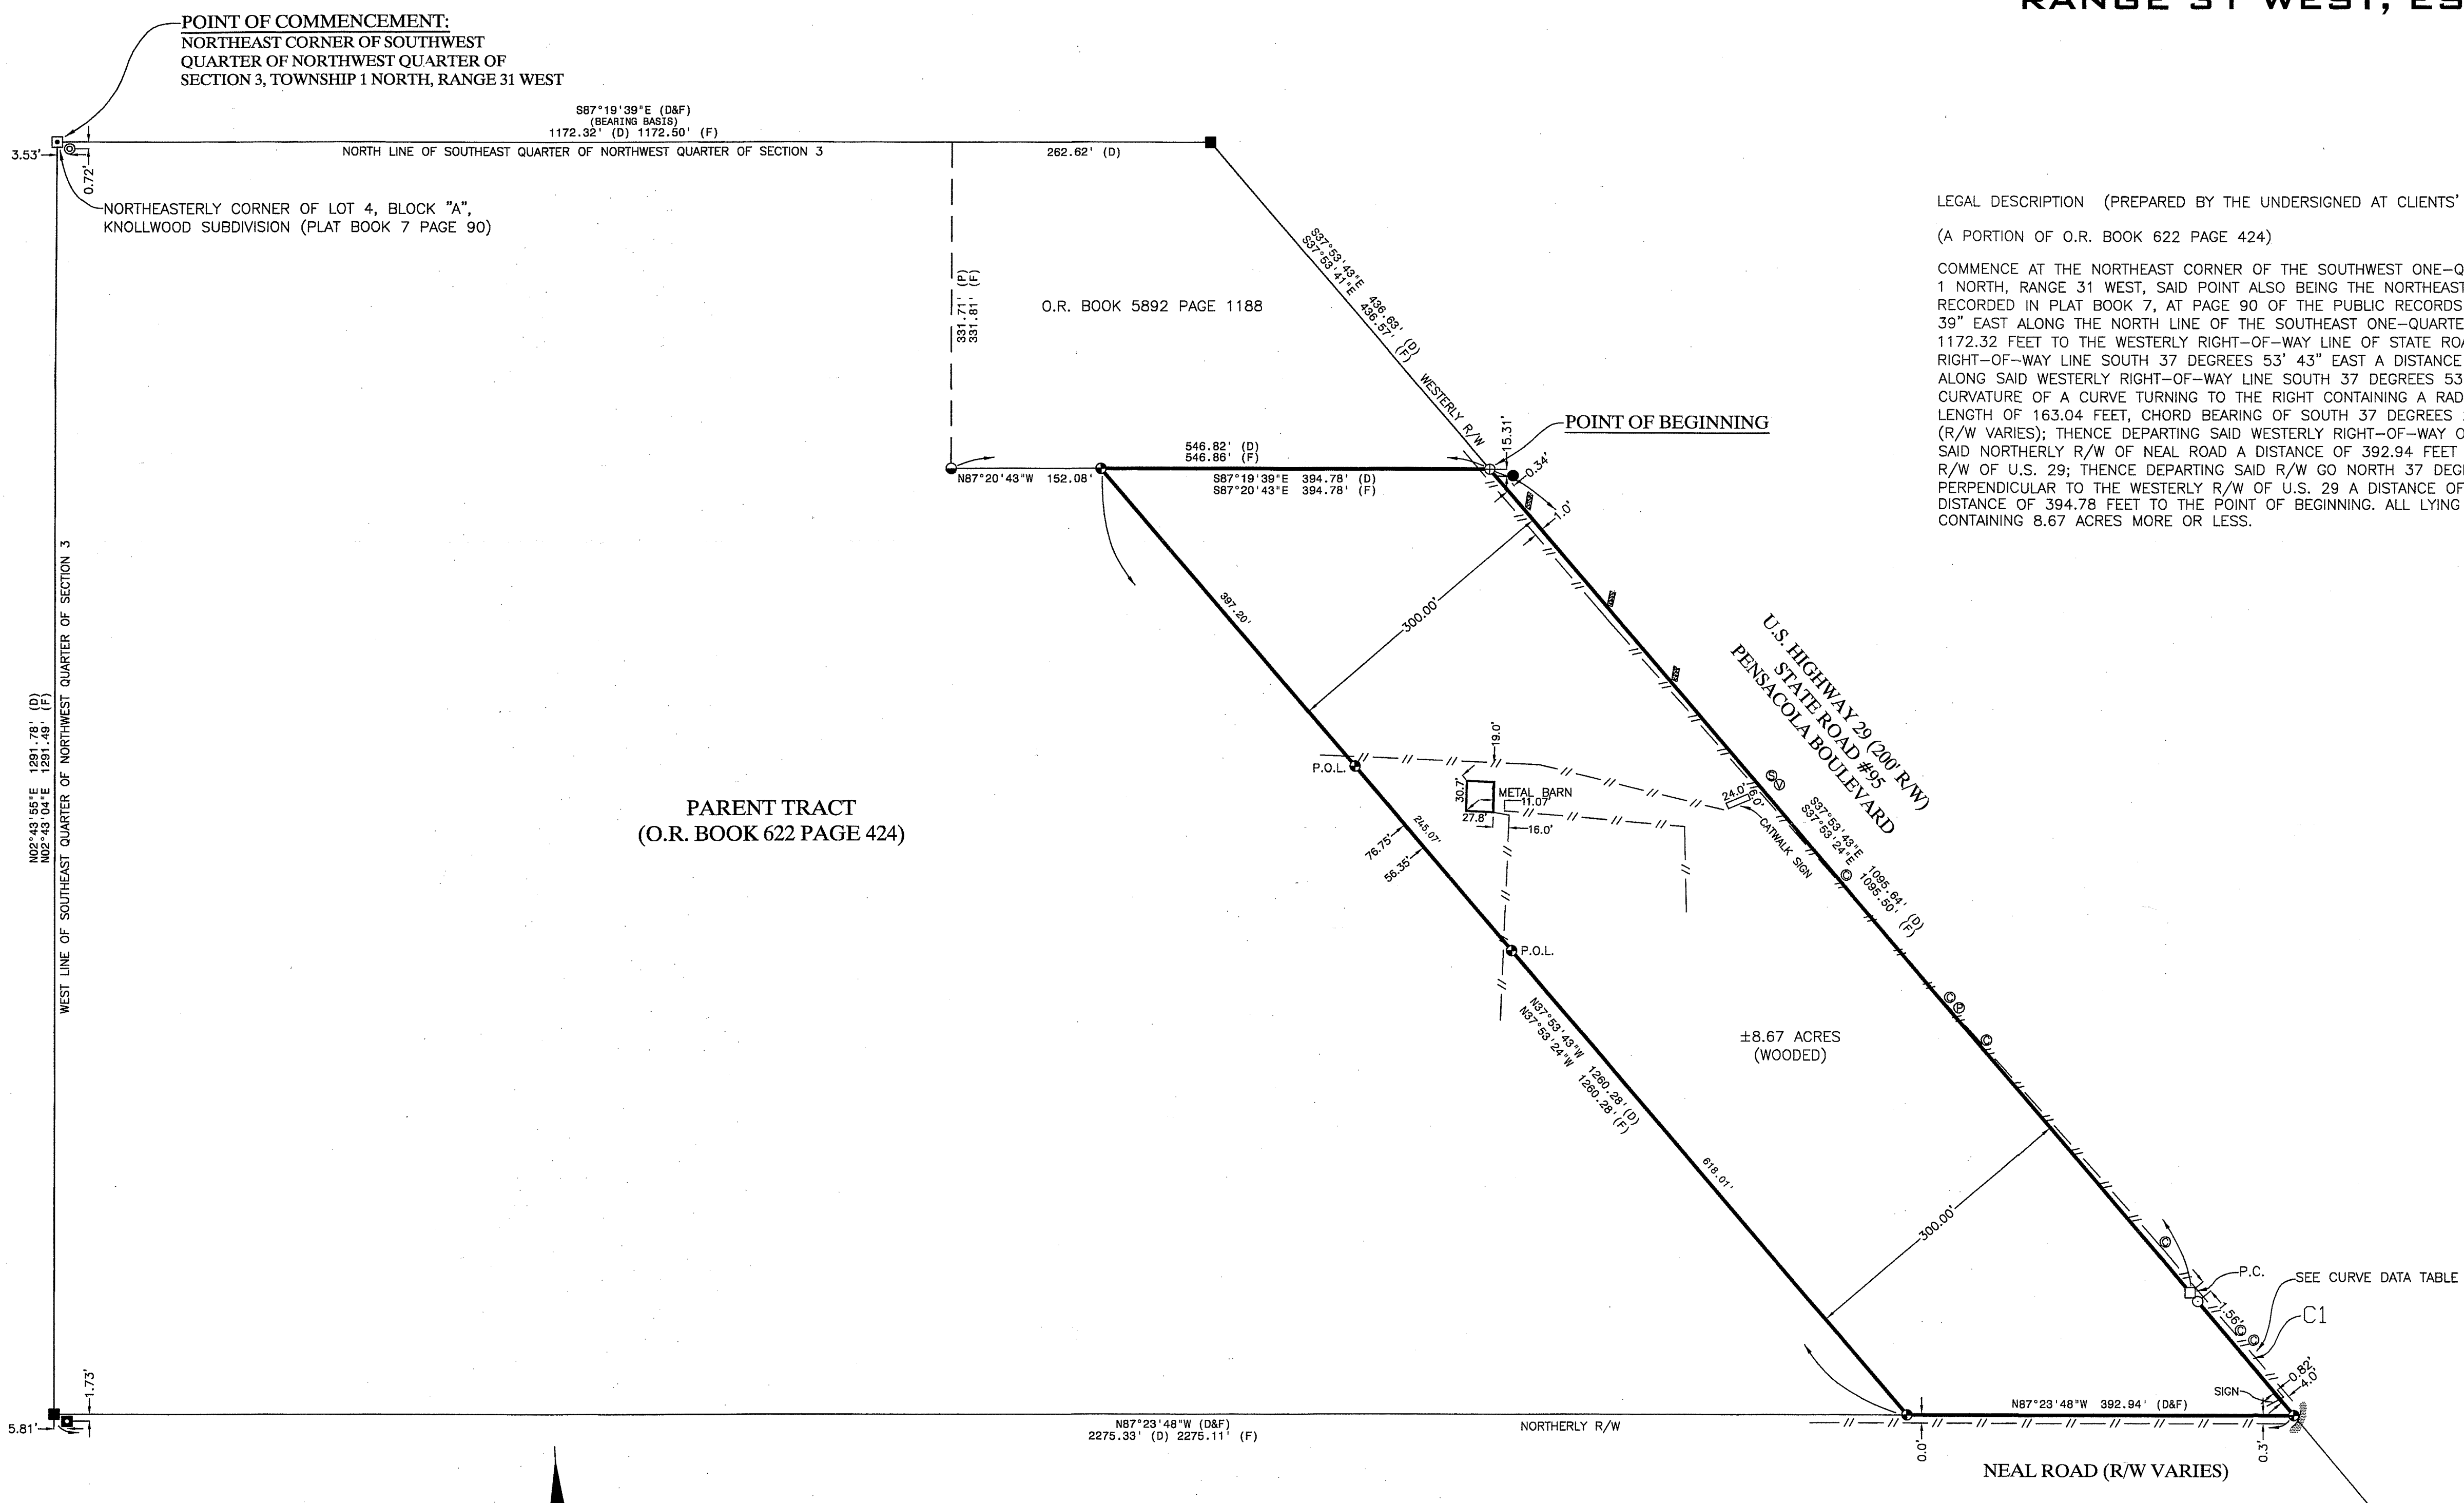 RANGE 31 WEST, ES
POINT OF COMMENCEMENT:
NORTHEAST CORNER OF SOUTHWEST
QUARTER OF NORTHWEST QUARTER OF
SECTION 3, TOWNSHIP 1 NORTH, RANGE 31 WEST
S87°19'39"E (D&F)
(BEARING BASIS)
1172.32' (D) 1172.50' (F)
NORTH LINE OF SOUTHEAST QUARTER OF NORTHWEST QUARTER OF SECTION 3
262.62' (D)
3.53'
0.72'
NORTHEASTERLY CORNER OF LOT 4, BLOCK "A",
KNOLLWOOD SUBDIVISION (PLAT BOOK 7 PAGE 90)
S37°53'43"E 436.63' (D)
S37°53'41"E 436.57' (F)
WESTERLY R/W
331.71' (P)
331.81' (F)
O.R. BOOK 5892 PAGE 1188
LEGAL DESCRIPTION (PREPARED BY THE UNDERSIGNED AT CLIENTS'
(A PORTION OF O.R. BOOK 622 PAGE 424)
COMMENCE AT THE NORTHEAST CORNER OF THE SOUTHWEST ONE-Q
1 NORTH, RANGE 31 WEST, SAID POINT ALSO BEING THE NORTHEAST
RECORDED IN PLAT BOOK 7, AT PAGE 90 OF THE PUBLIC RECORDS
39" EAST ALONG THE NORTH LINE OF THE SOUTHEAST ONE-QUARTE
1172.32 FEET TO THE WESTERLY RIGHT-OF-WAY LINE OF STATE ROA
RIGHT-OF-WAY LINE SOUTH 37 DEGREES 53' 43" EAST A DISTANCE
ALONG SAID WESTERLY RIGHT-OF-WAY LINE SOUTH 37 DEGREES 53
CURVATURE OF A CURVE TURNING TO THE RIGHT CONTAINING A RAD
LENGTH OF 163.04 FEET, CHORD BEARING OF SOUTH 37 DEGREES
(R/W VARIES); THENCE DEPARTING SAID WESTERLY RIGHT-OF-WAY O
SAID NORTHERLY R/W OF NEAL ROAD A DISTANCE OF 392.94 FEET
R/W OF U.S. 29; THENCE DEPARTING SAID R/W GO NORTH 37 DEG
PERPENDICULAR TO THE WESTERLY R/W OF U.S. 29 A DISTANCE OF
DISTANCE OF 394.78 FEET TO THE POINT OF BEGINNING. ALL LYING
CONTAINING 8.67 ACRES MORE OR LESS.
POINT OF BEGINNING
15.31'
0.34'
1.0'
546.82' (D)
546.86' (F)
N87°20'43"W 152.08'
S87°19'39"E 394.78' (D)
S87°20'43"E 394.78' (F)
397.20'
300.00'
U.S. HIGHWAY 29 (200' R/W)
STATE ROAD #95
PENSACOLA BOULEVARD
WEST LINE OF SOUTHEAST QUARTER OF NORTHWEST QUARTER OF SECTION 3
N02°43'55"E 1291.78' (D)
N02°43'04"E 1291.49' (F)
PARENT TRACT
(O.R. BOOK 622 PAGE 424)
P.O.L.
19.0'
30.7'
METAL BARN
11.07'
27.8'
16.0'
24.0'
6.0'
CATWALK SIGN
S37°53'43"E 1095.64' (D)
S37°53'24"E 1095.50' (F)
245.07'
76.75'
56.35'
P.O.L.
N37°53'43"W 1260.28' (D)
N37°53'24"W 1260.28' (F)
±8.67 ACRES
(WOODED)
618.01'
300.00'
P.C.
SEE CURVE DATA TABLE
1.56'
C1
0.82'
4.0'
SIGN
1.73'
5.81'
N87°23'48"W (D&F)
2275.33' (D) 2275.11' (F)
NORTHERLY R/W
N87°23'48"W 392.94' (D&F)
0.0'
0.3'
NEAL ROAD (R/W VARIES)